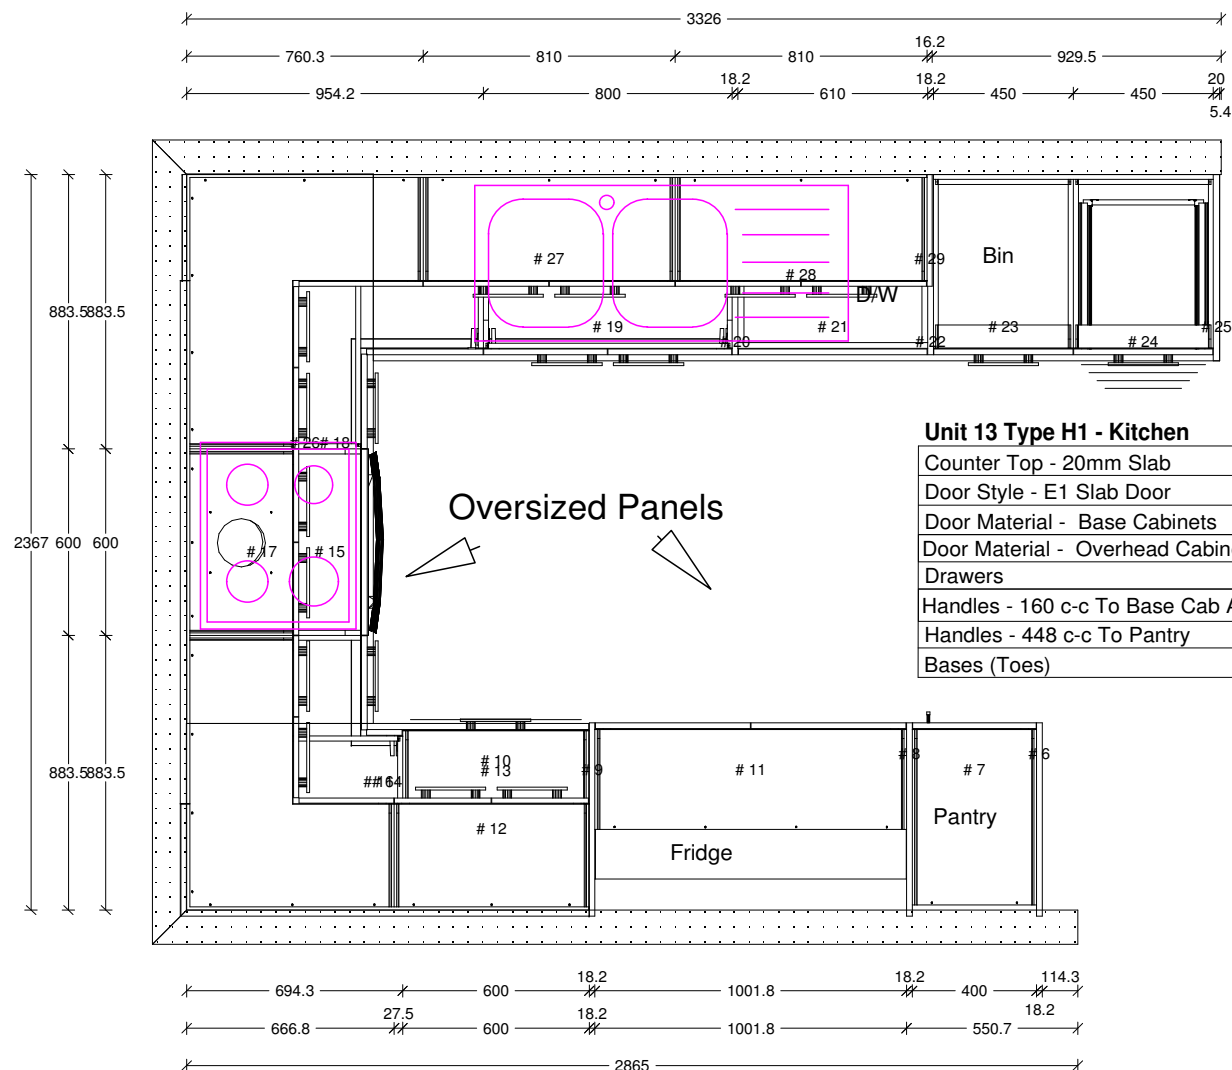 3326
16.2
760.3 810 810 929.5
18.2 18.2 20
954.2 800 610 450 450
5.4
Bin
# 27
# 29
# 28
D/W
# 19 # 21 # 23 # 25
# 20 # 22 # 24
883.5 883.5
# 26 # 18
Unit 13 Type H1 - Kitchen
Counter Top - 20mm Slab
Door Style - E1 Slab Door
Door Material - Base Cabinets
Door Material - Overhead Cabin
Drawers
Handles - 160 c-c To Base Cab A
Handles - 448 c-c To Pantry
Bases (Toes)
Oversized Panels
2367 600 600
# 17 # 15
883.5 883.5
# 10 # 9 # 11 # 8 # 7 # 6
# 13
# 12
Pantry
Fridge
18.2 18.2 114.3
694.3 600 1001.8 400
27.5 18.2 18.2
666.8 600 1001.8 550.7
2865